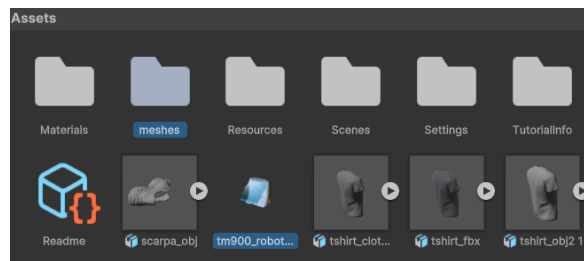 Assets
Materials
meshes
Resources
Scenes
Settings
TutorialInfo
Readme
scarpa_obj
tm900_robot...
tshirt_clot...
tshirt_fbx
tshirt_obj2 1